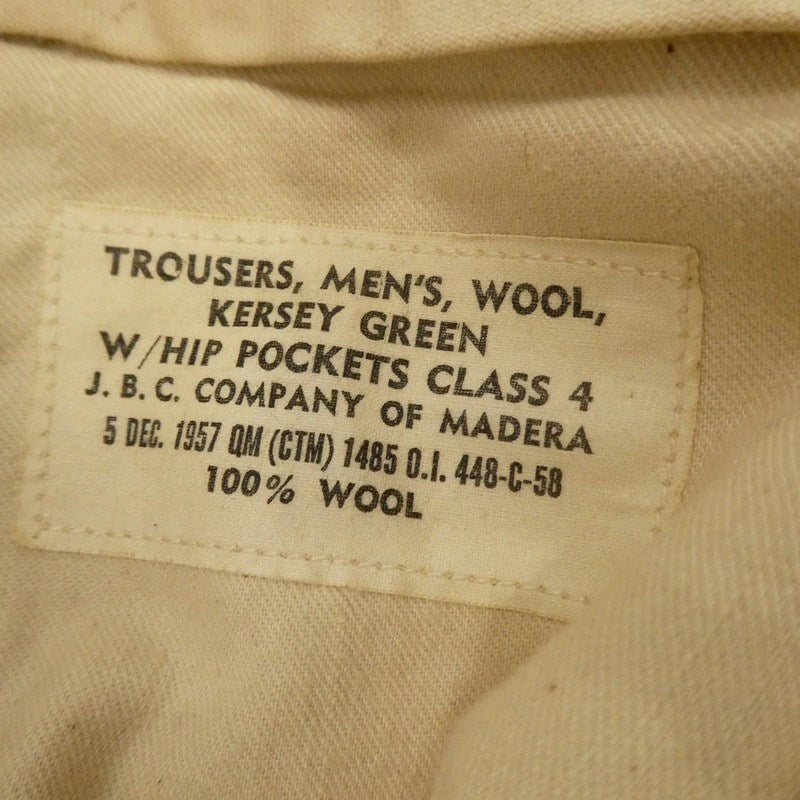 TROUSERS, MEN'S, WOOL,
KERSEY GREEN
W/HIP POCKETS CLASS 4
J. B. C. COMPANY OF MADERA
5 DEC. 1957 QM (CTM) 1485 O.I. 448-C-58
100% WOOL